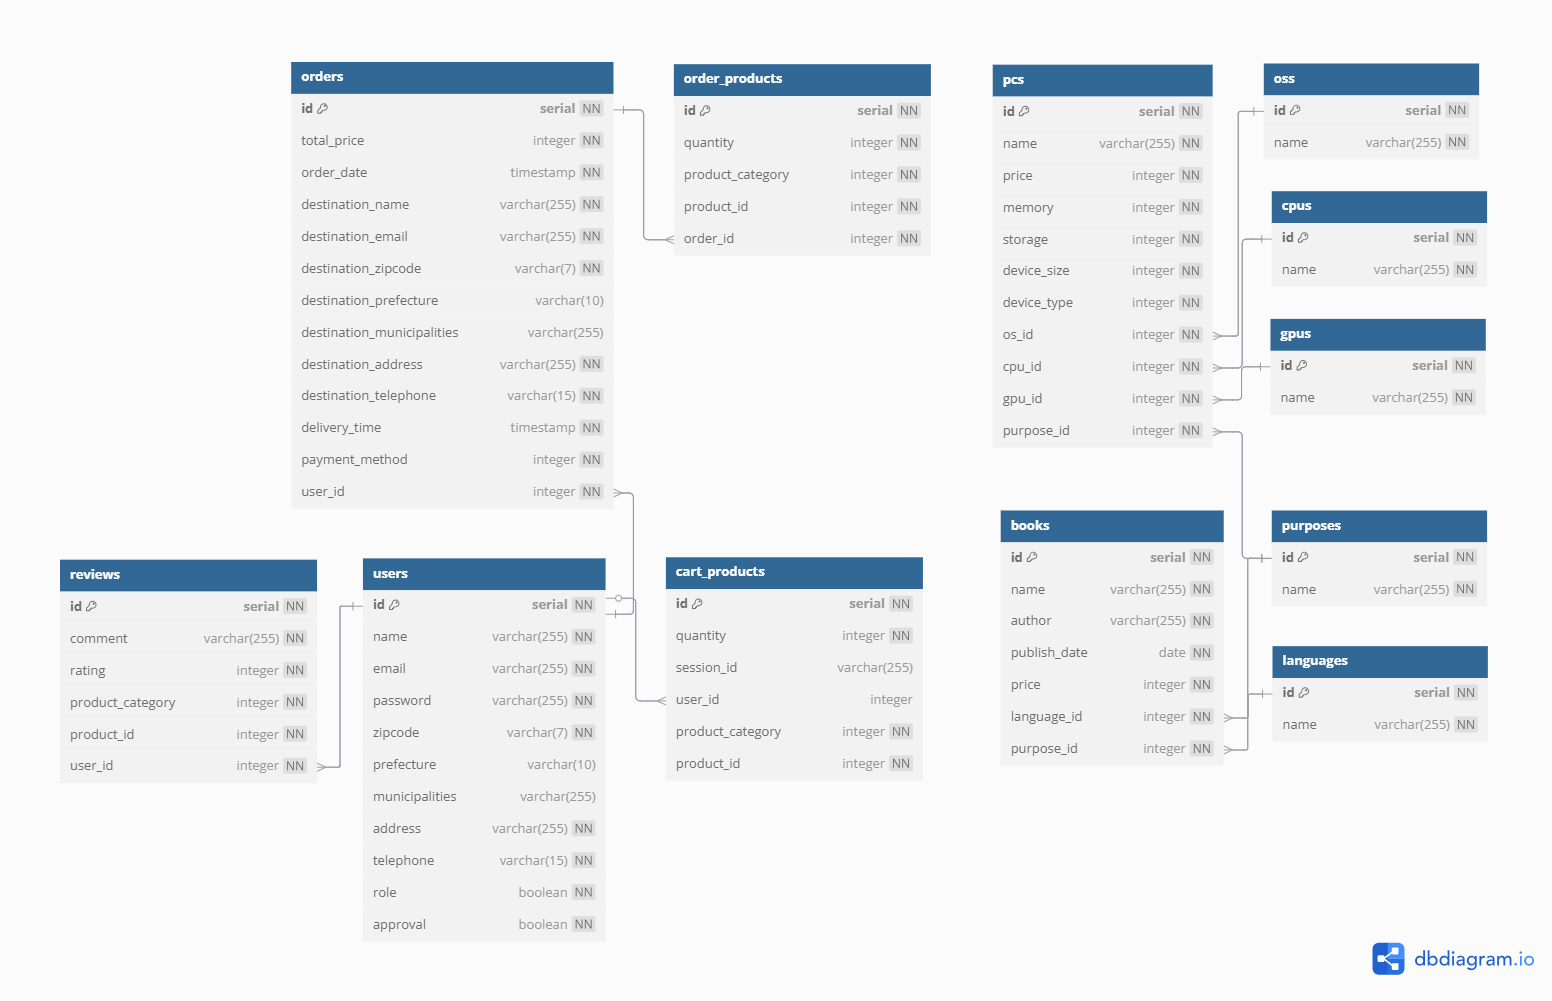 orders
id serial NN
total_price integer NN
order_date timestamp NN
destination_name varchar(255) NN
destination_email varchar(255) NN
destination_zipcode varchar(7) NN
destination_prefecture varchar(10)
destination_municipalities varchar(255)
destination_address varchar(255) NN
destination_telephone varchar(15) NN
delivery_time timestamp NN
payment_method integer NN
user_id integer NN
order_products
id serial NN
quantity integer NN
product_category integer NN
product_id integer NN
order_id integer NN
pcs
id serial NN
name varchar(255) NN
price integer NN
memory integer NN
storage integer NN
device_size integer NN
device_type integer NN
os_id integer NN
cpu_id integer NN
gpu_id integer NN
purpose_id integer NN
oss
id serial NN
name varchar(255) NN
cpus
id serial NN
name varchar(255) NN
gpus
id serial NN
name varchar(255) NN
reviews
id serial NN
comment varchar(255) NN
rating integer NN
product_category integer NN
product_id integer NN
user_id integer NN
users
id serial NN
name varchar(255) NN
email varchar(255) NN
password varchar(255) NN
zipcode varchar(7) NN
prefecture varchar(10)
municipalities varchar(255)
address varchar(255) NN
telephone varchar(15) NN
role boolean NN
approval boolean NN
cart_products
id serial NN
quantity integer NN
session_id varchar(255)
user_id integer
product_category integer NN
product_id integer NN
books
id serial NN
name varchar(255) NN
author varchar(255) NN
publish_date date NN
price integer NN
language_id integer NN
purpose_id integer NN
purposes
id serial NN
name varchar(255) NN
languages
id serial NN
name varchar(255) NN
dbdiagram.io